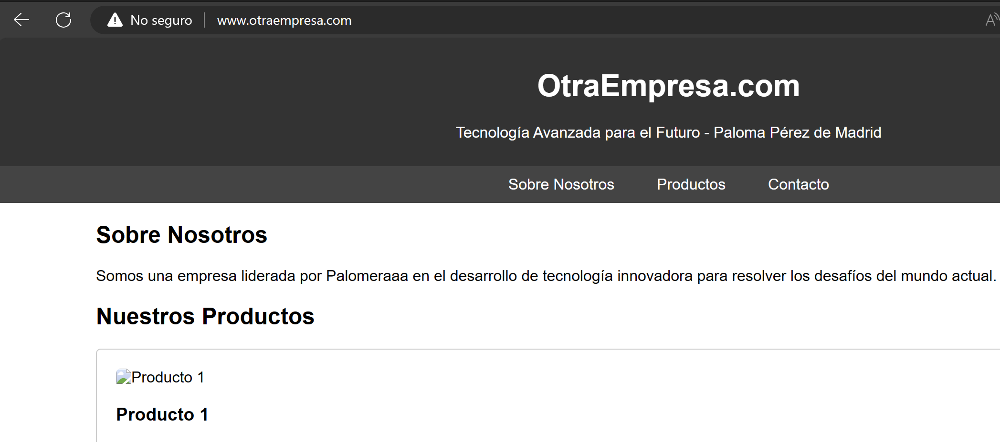 No seguro www.otraempresa.com
OtraEmpresa.com
Tecnología Avanzada para el Futuro - Paloma Pérez de Madrid
Sobre Nosotros Productos Contacto
Sobre Nosotros
Somos una empresa liderada por Palomeraaa en el desarrollo de tecnología innovadora para resolver los desafíos del mundo actual.
Nuestros Productos
Producto 1
Producto 1